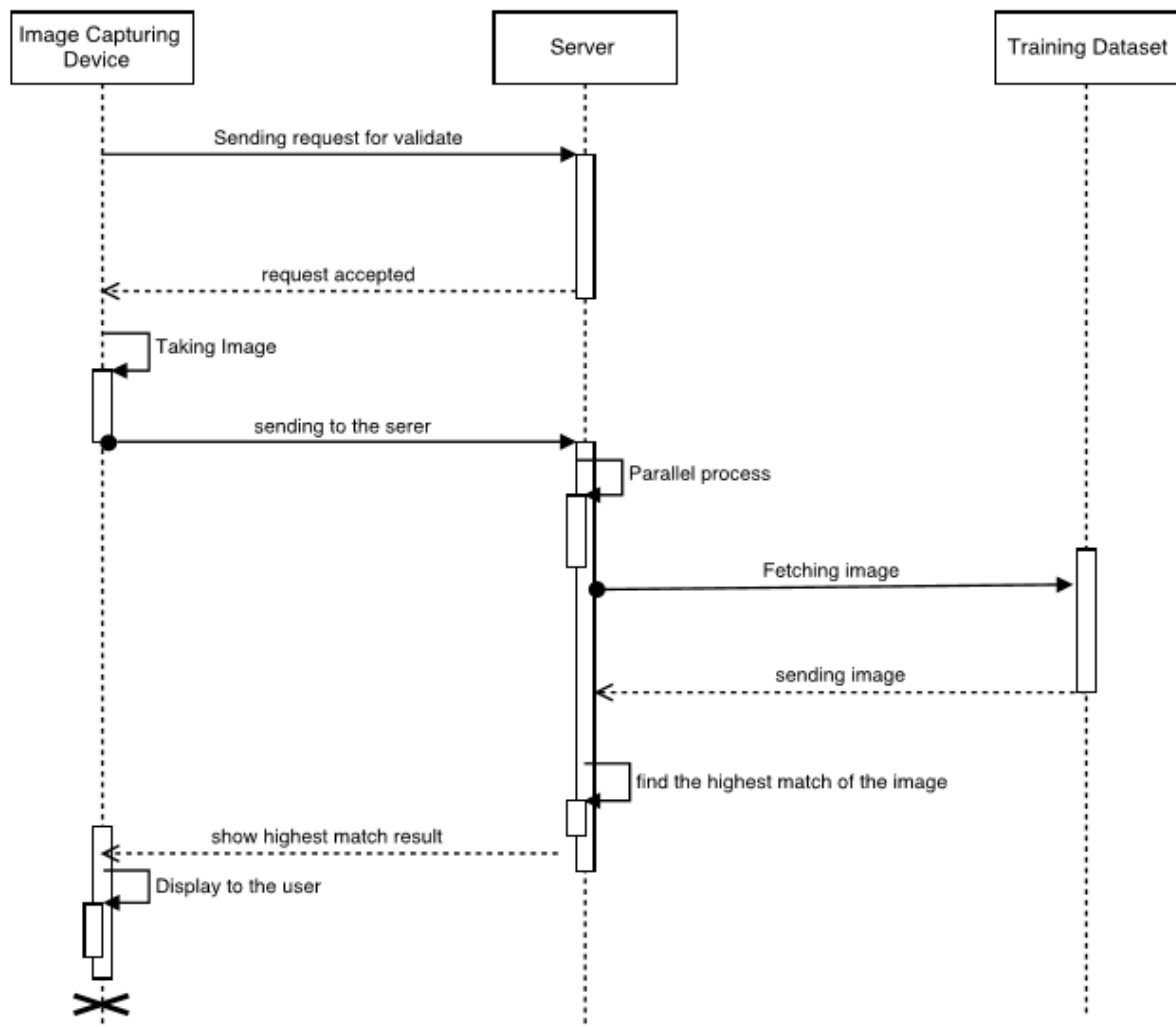 Image Capturing
Device
Server
Training Dataset
Sending request for validate
request accepted
Taking Image
sending to the serer
Parallel process
Fetching image
sending image
find the highest match of the image
show highest match result
Display to the user